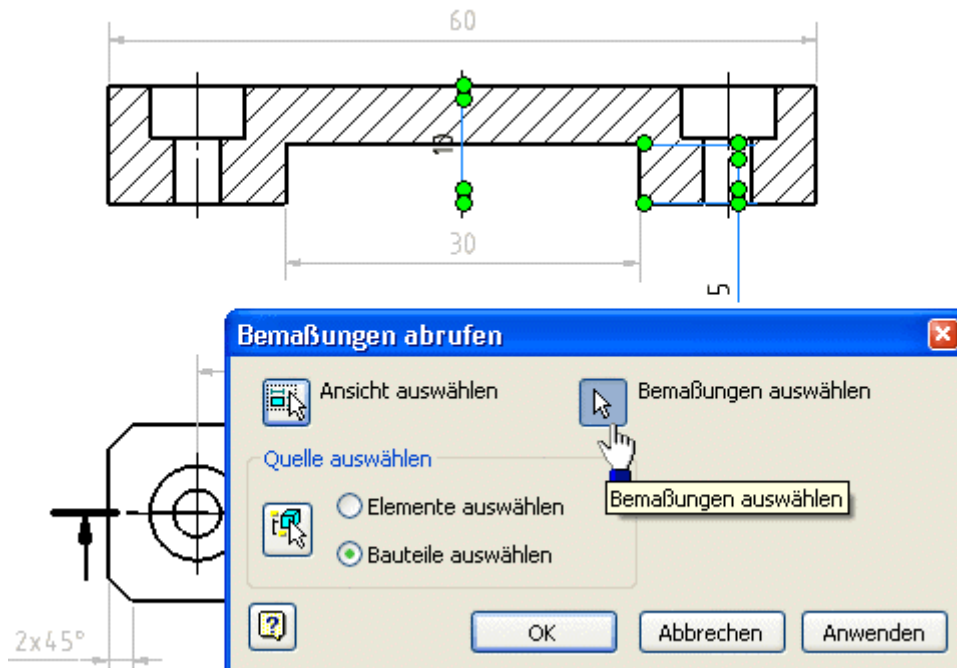 60
10
30
5
Bemaßungen abrufen
Ansicht auswählen
Bemaßungen auswählen
Quelle auswählen
Elemente auswählen
Bemaßungen auswählen
Bauteile auswählen
2x45°
OK
Abbrechen
Anwenden